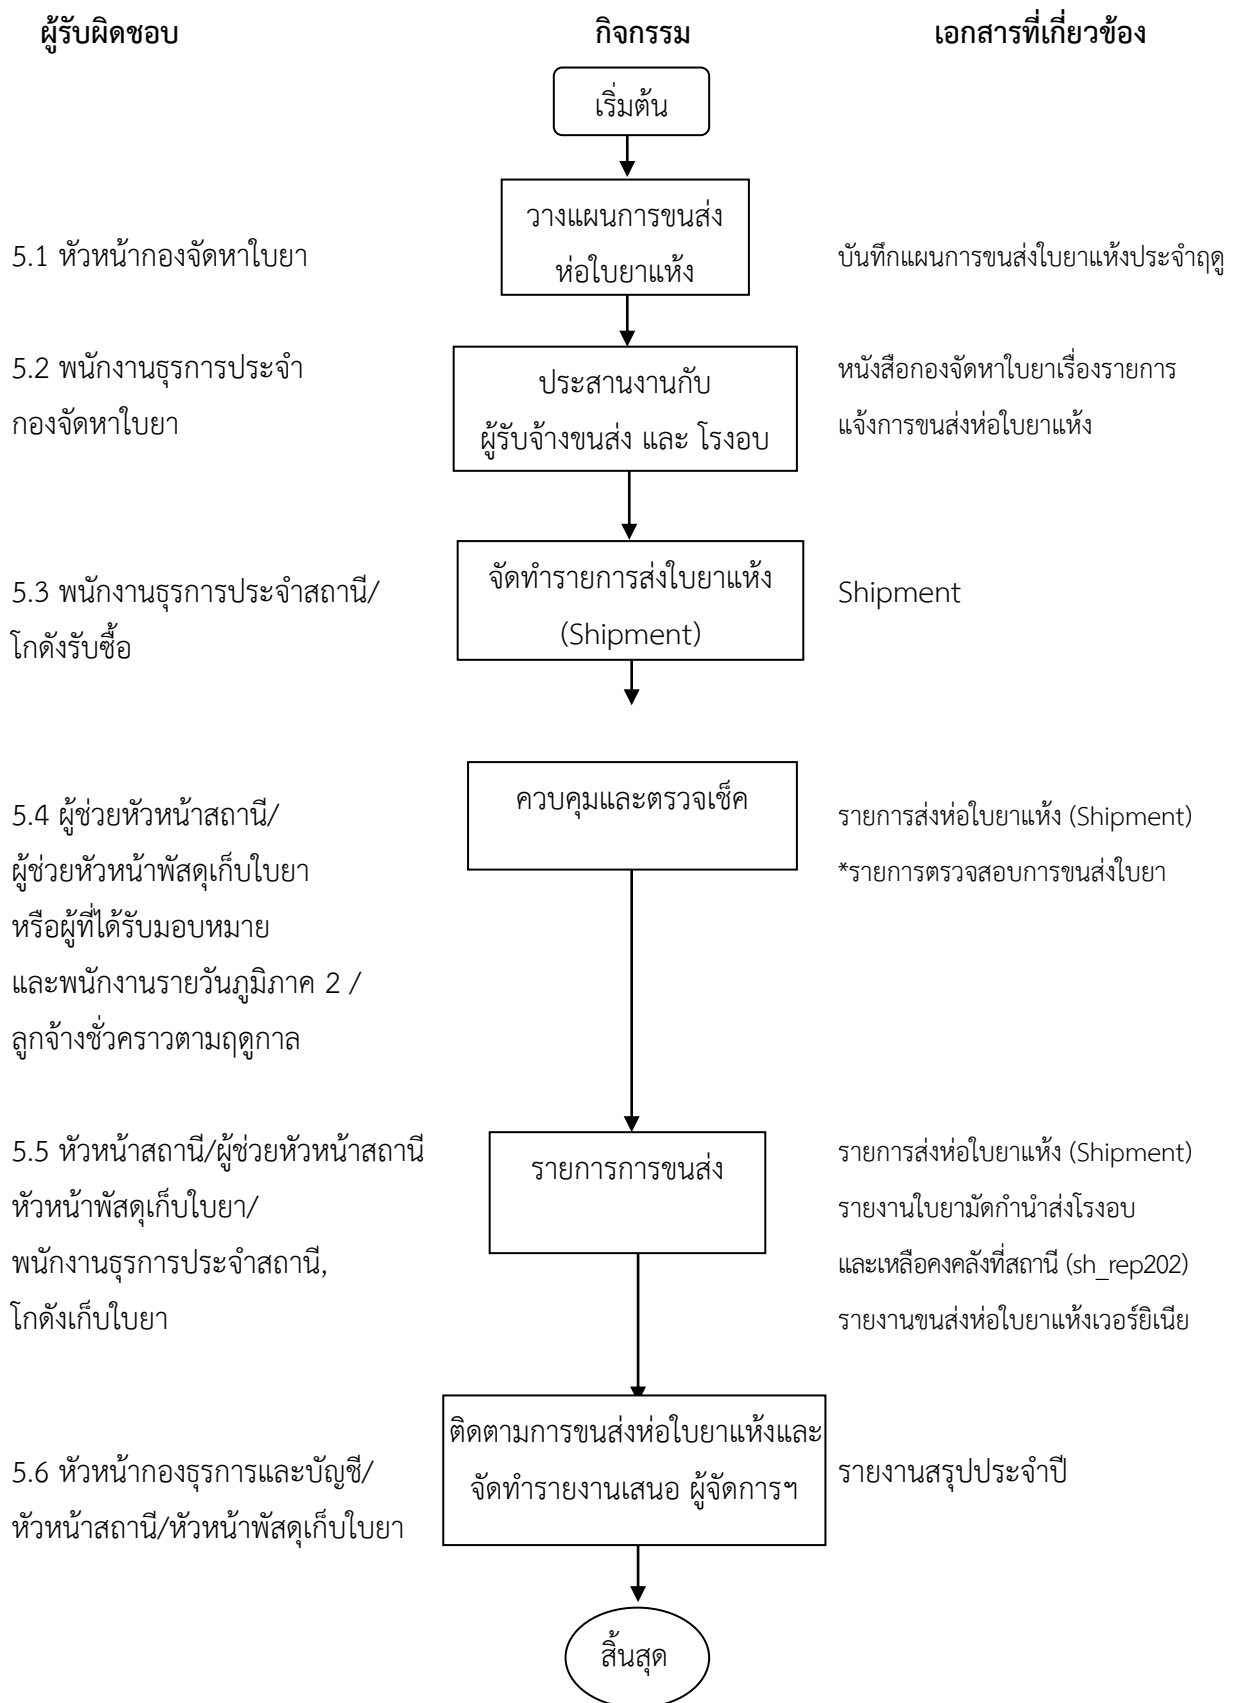 ผู้รับผิดชอบ กิจกรรม เอกสารที่เกี่ยวข้อง
เริ่มต้น
วางแผนการขนส่ง
ห่อใบยาแห้ง
5.1 หัวหน้ากองจัดหาใบยา
บันทึกแผนการขนส่งใบยาแห้งประจำฤดู
5.2 พนักงานธุรการประจำ
กองจัดหาใบยา
ประสานงานกับ
ผู้รับจ้างขนส่ง และ โรงอบ
หนังสือกองจัดหาใบยาเรื่องรายการ
แจ้งการขนส่งห่อใบยาแห้ง
5.3 พนักงานธุรการประจำสถานี/
โกดังรับซื้อ
จัดทำรายการส่งใบยาแห้ง
(Shipment)
Shipment
5.4 ผู้ช่วยหัวหน้าสถานี/
ผู้ช่วยหัวหน้าพัสดุเก็บใบยา
หรือผู้ที่ได้รับมอบหมาย
และพนักงานรายวันภูมิภาค 2 /
ลูกจ้างชั่วคราวตามฤดูกาล
ควบคุมและตรวจเช็ค
รายการส่งห่อใบยาแห้ง (Shipment)
*รายการตรวจสอบการขนส่งใบยา
5.5 หัวหน้าสถานี/ผู้ช่วยหัวหน้าสถานี
หัวหน้าพัสดุเก็บใบยา/
พนักงานธุรการประจำสถานี,
โกดังเก็บใบยา
รายการการขนส่ง
รายการส่งห่อใบยาแห้ง (Shipment)
รายงานใบยามัดกำนำส่งโรงอบ
และเหลือคงคลังที่สถานี (sh_rep202)
รายงานขนส่งห่อใบยาแห้งเวอร์ยิเนีย
5.6 หัวหน้ากองธุรการและบัญชี/
หัวหน้าสถานี/หัวหน้าพัสดุเก็บใบยา
ติดตามการขนส่งห่อใบยาแห้งและ
จัดทำรายงานเสนอ ผู้จัดการฯ
รายงานสรุปประจำปี
สิ้นสุด